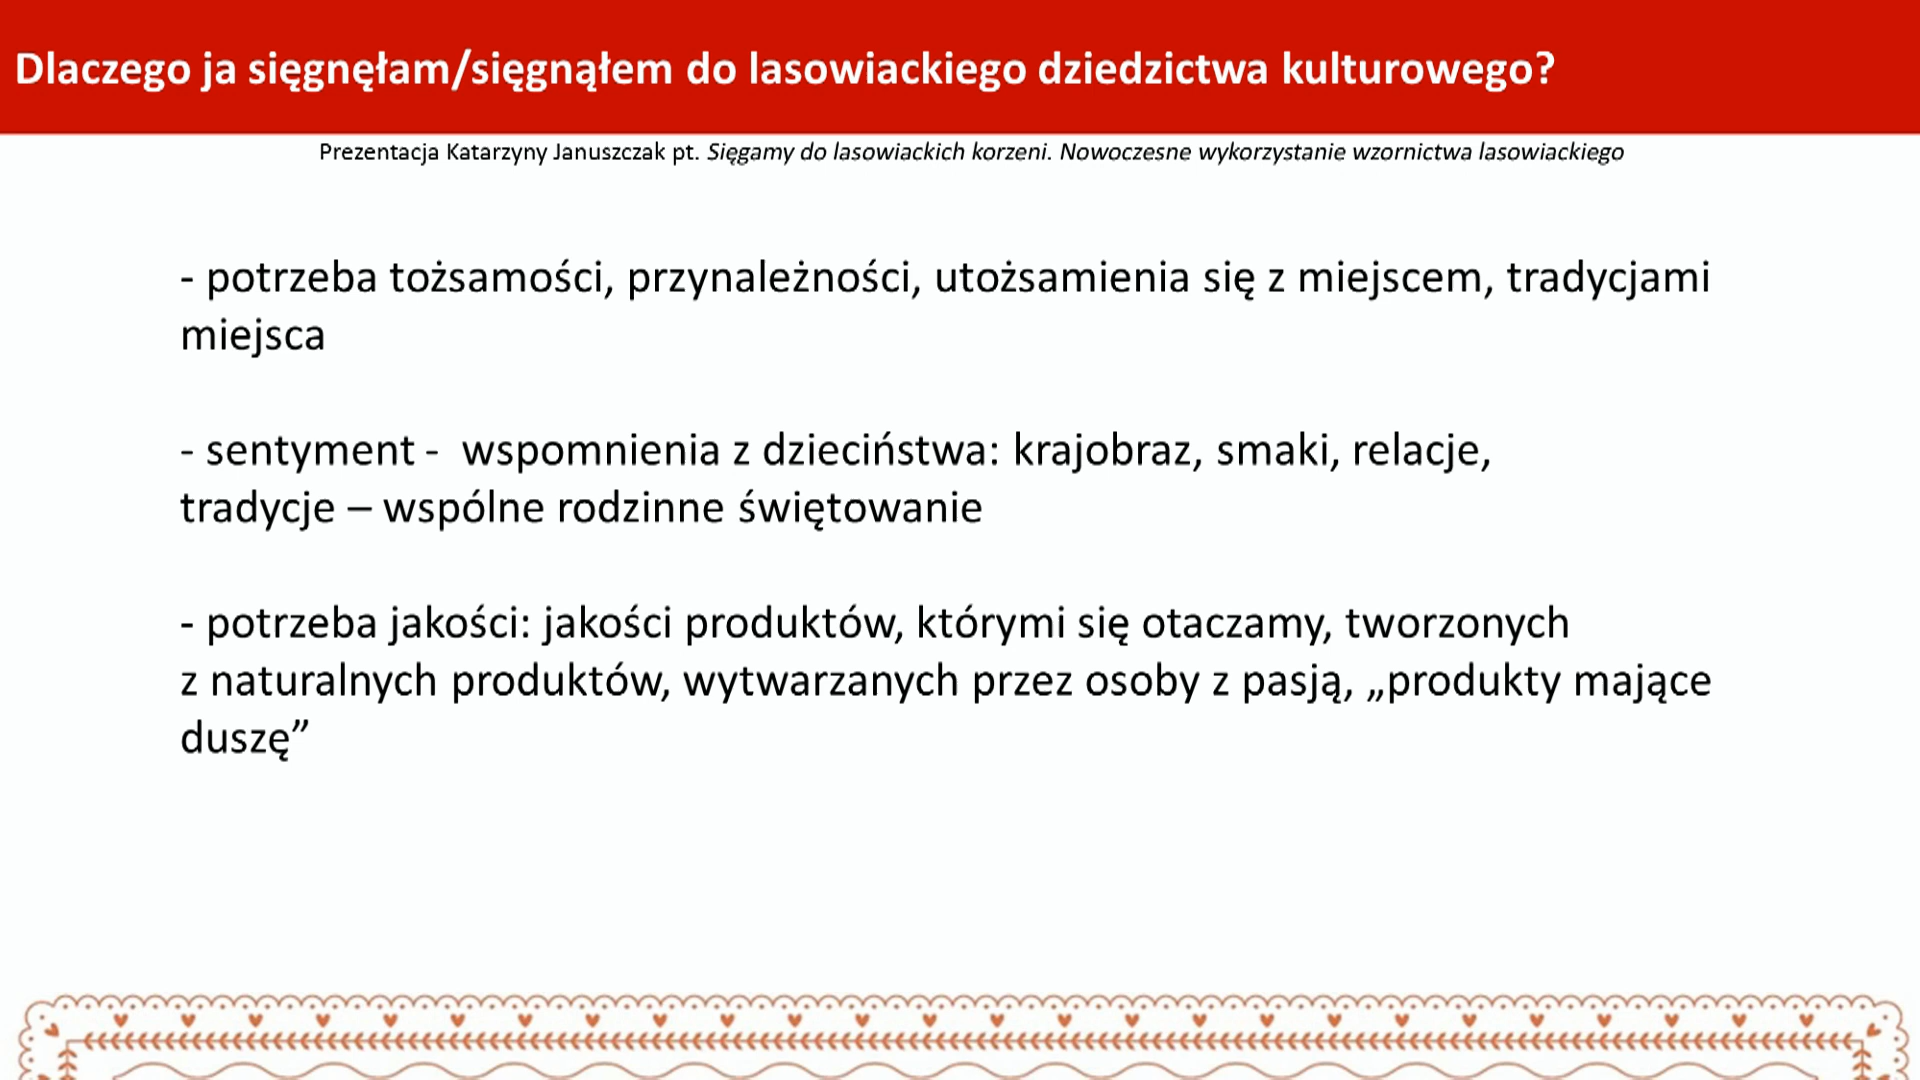 Dlaczego ja sięgnęłam/sięgnąłem do lasowiackiego dziedzictwa kulturowego?
Prezentacja Katarzyny Januszczak pt. Sięgamy do lasowiackich korzeni. Nowoczesne wykorzystanie wzornictwa lasowiackiego
- potrzeba tożsamości, przynależności, utożsamienia się z miejscem, tradycjami
miejsca
- sentyment -  wspomnienia z dzieciństwa: krajobraz, smaki, relacje,
tradycje – wspólne rodzinne świętowanie
- potrzeba jakości: jakości produktów, którymi się otaczamy, tworzonych
z naturalnych produktów, wytwarzanych przez osoby z pasją, „produkty mające
duszę”